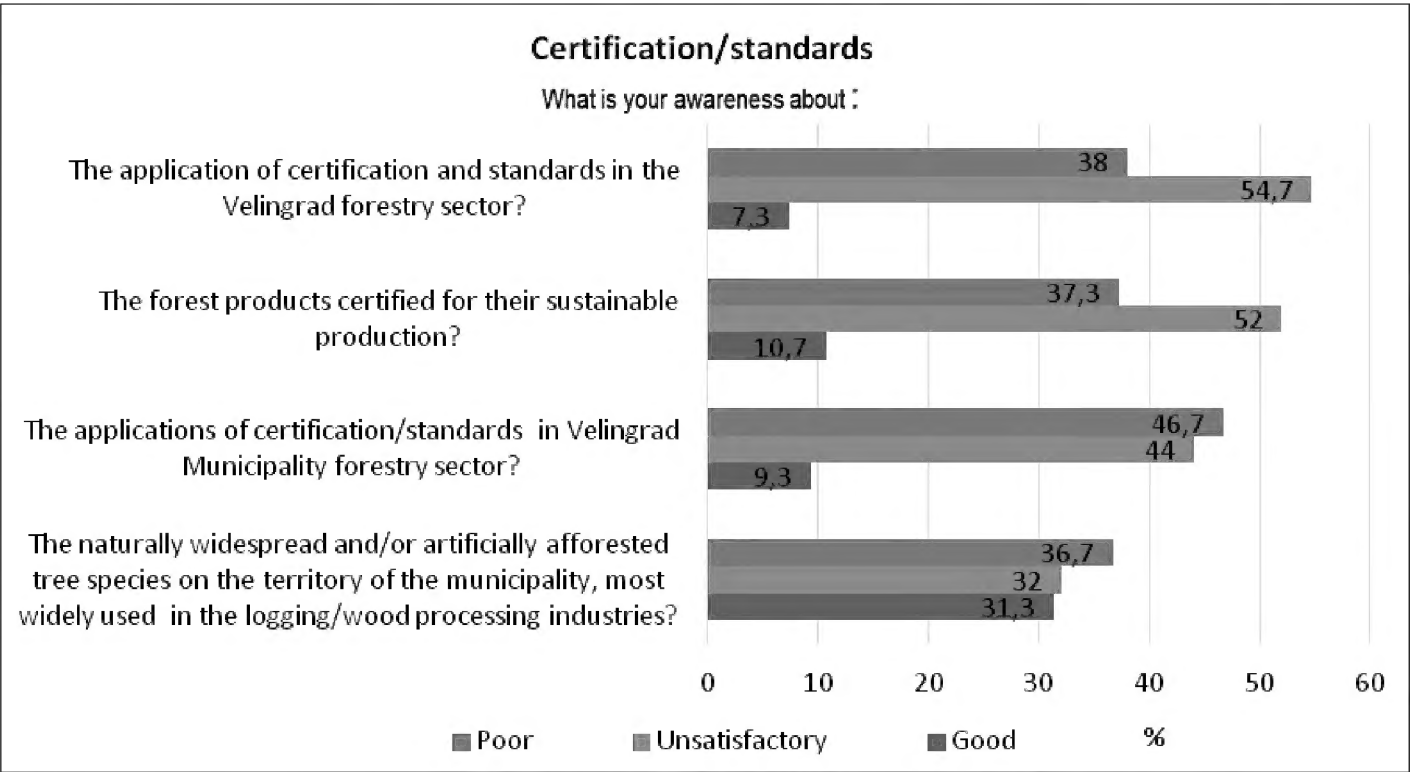 Certification/standards
What is your awareness about :
The application of certification and standards in the
Velingrad forestry sector?
38
54,7
7,3
The forest products certified for their sustainable
production?
37,3
52
10,7
The applications of certification/standards in Velingrad
Municipality forestry sector?
46,7
44
9,3
The naturally widespread and/or artificially afforested
tree species on the territory of the municipality, most
widely used in the logging/wood processing industries?
36,7
32
31,3
0 10 20 30 40 50 60
Poor Unsatisfactory Good %